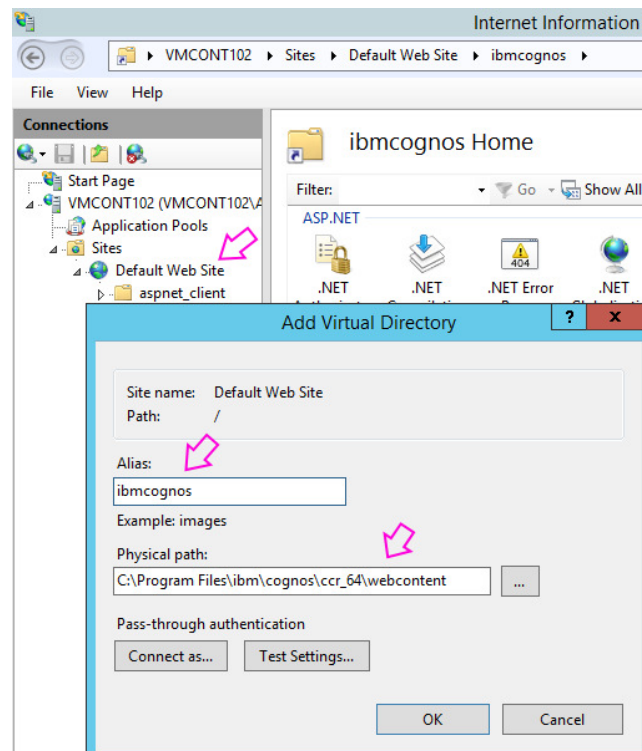 Internet Information
VMCONT102 Sites Default Web Site ibmcognos
File View Help
Connections
ibmcognos Home
Start Page
VMCONT102 (VMCONT102\A
Application Pools
Sites
Default Web Site
aspnet_client
Filter: Go Show All
ASP.NET
404
.NET .NET .NET Error .NET
Add Virtual Directory
? x
Site name: Default Web Site
Path: /
Alias:
ibmcognos
Example: images
Physical path:
C:\Program Files\ibm\cognos\ccr_64\webcontent
...
Pass-through authentication
Connect as... Test Settings...
OK Cancel